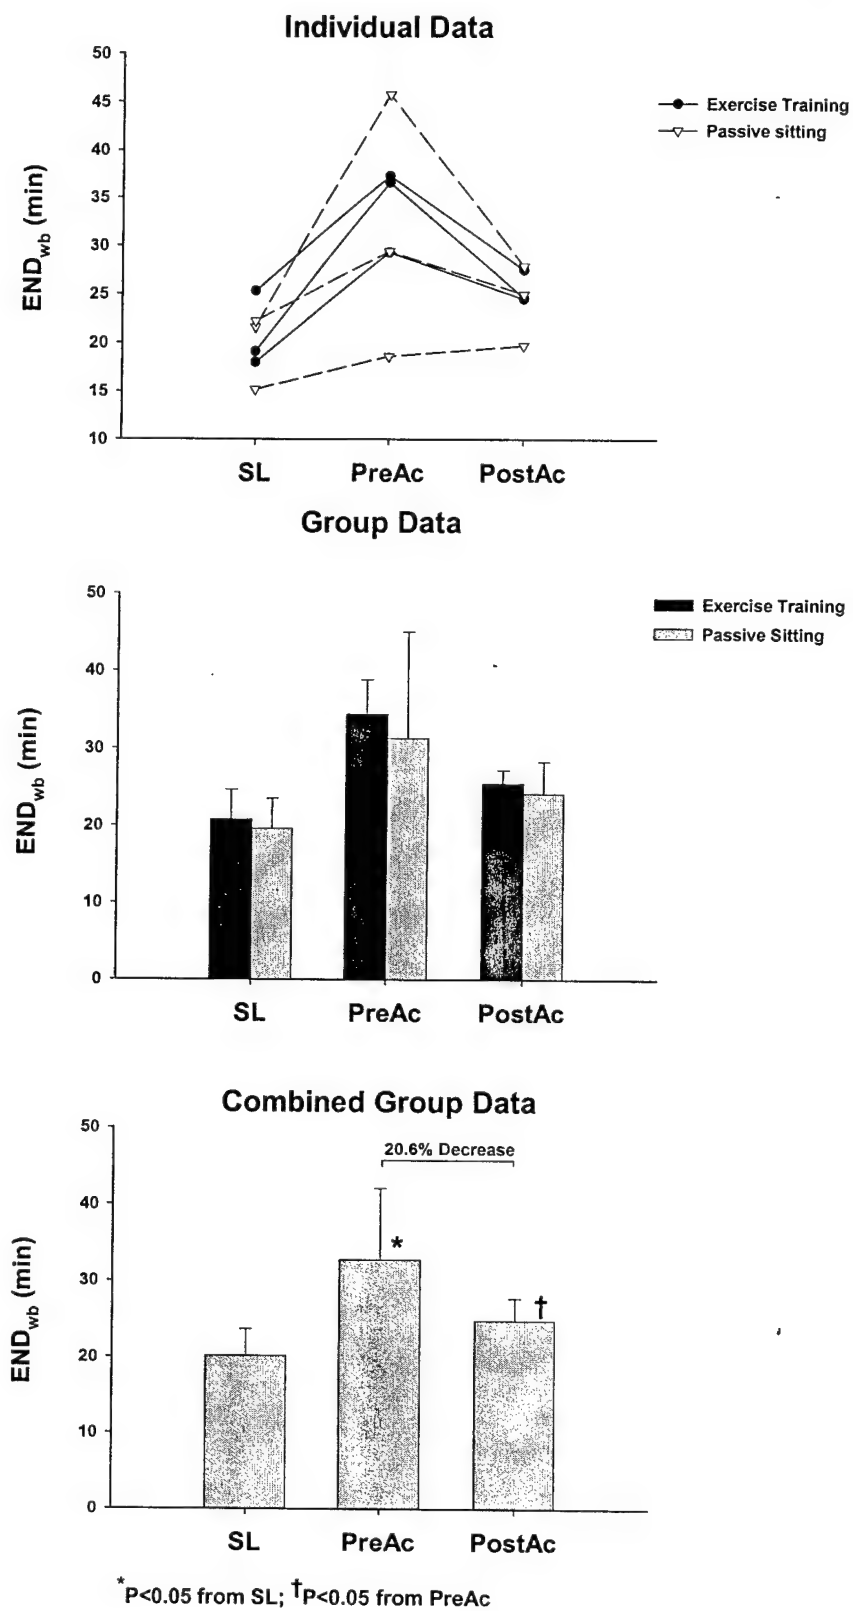 Individual Data
50
45
40
35
30
25
20
15
10
END_wb (min)
Exercise Training
Passive sitting
SL PreAc PostAc
Group Data
50
40
30
20
10
0
END_wb (min)
Exercise Training
Passive Sitting
SL PreAc PostAc
Combined Group Data
50
40
30
20
10
0
END_wb (min)
20.6% Decrease
*
†
SL PreAc PostAc
*P<0.05 from SL; †P<0.05 from PreAc